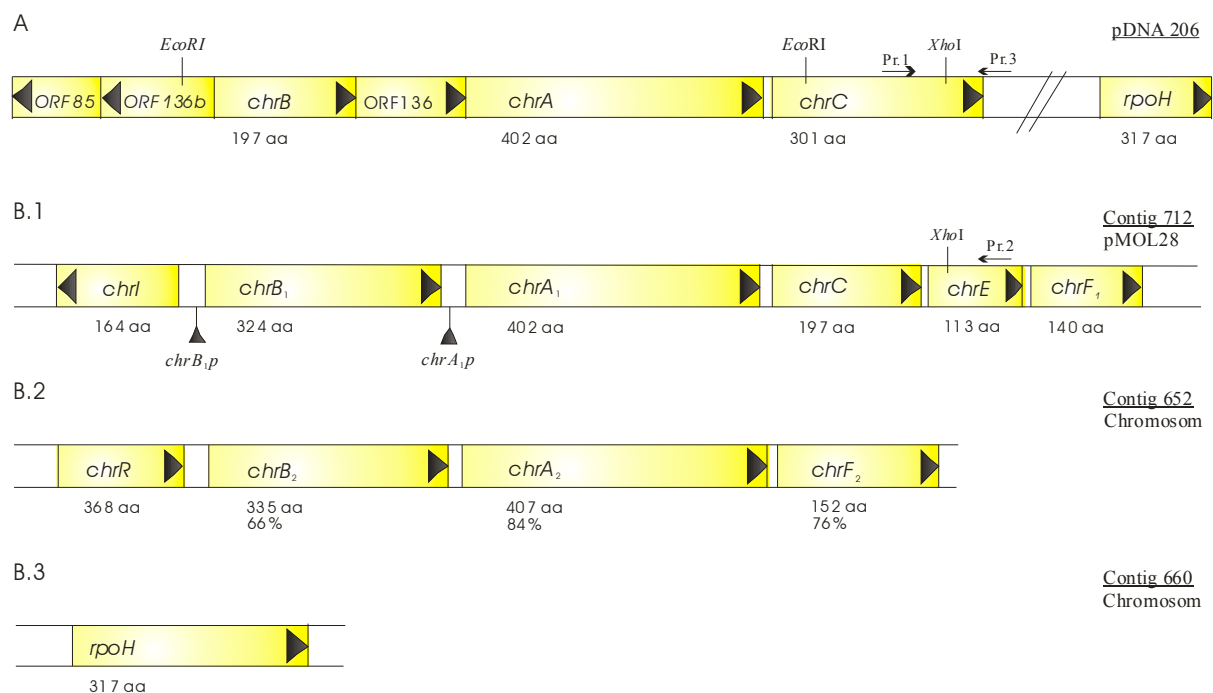 A
pDNA 206
EcoRI EcoRI XhoI
Pr.1 Pr.3
ORF85 ORF136b chrB ORF136 chrA chrC rpoH
197 aa 402 aa 301 aa 317 aa
B.1
Contig 712
pMOL28
XhoI
Pr.2
chrI chrB₁ chrA₁ chrC chrE chrF₁
164 aa 324 aa 402 aa 197 aa 113 aa 140 aa
chrB₁p chrA₁p
B.2
Contig 652
Chromosom
chrR chrB₂ chrA₂ chrF₂
368 aa 335 aa 407 aa 152 aa
66% 84% 76%
B.3
Contig 660
Chromosom
rpoH
317 aa